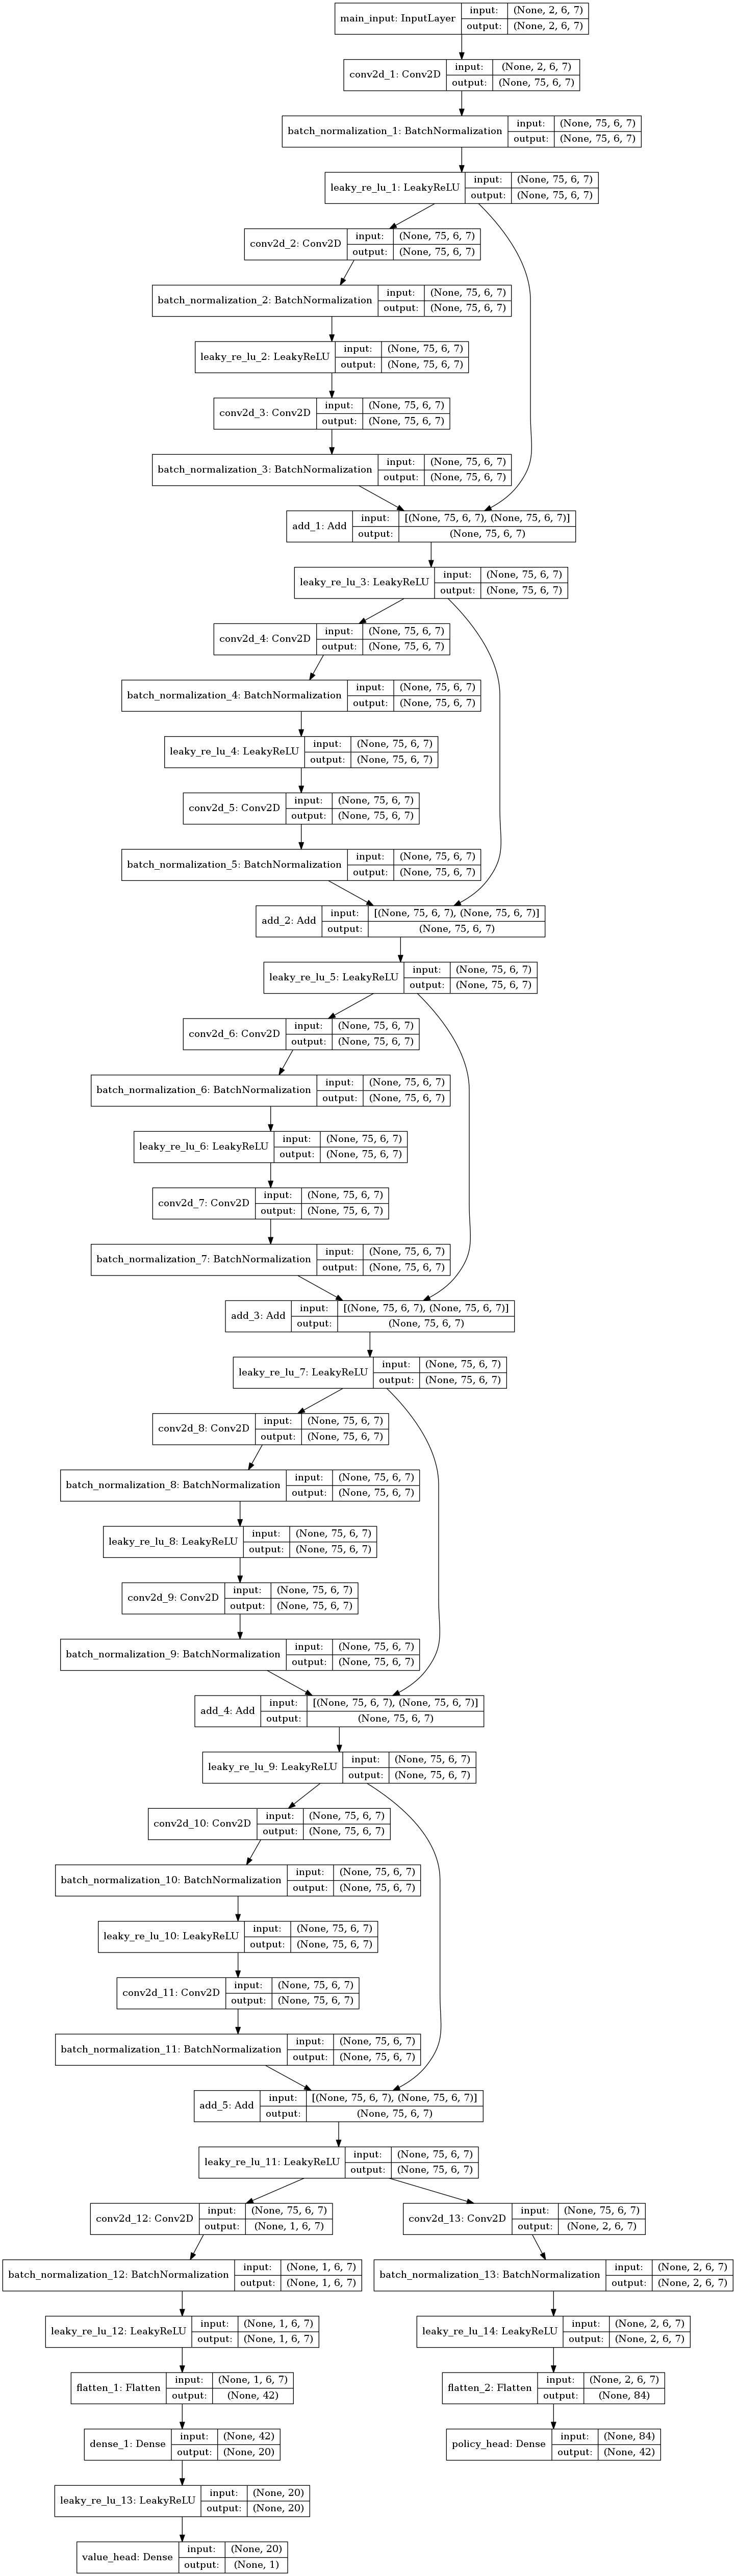 main_input: InputLayer
input: (None, 2, 6, 7)
output: (None, 2, 6, 7)
conv2d_1: Conv2D
input: (None, 2, 6, 7)
output: (None, 75, 6, 7)
batch_normalization_1: BatchNormalization
input: (None, 75, 6, 7)
output: (None, 75, 6, 7)
leaky_re_lu_1: LeakyReLU
input: (None, 75, 6, 7)
output: (None, 75, 6, 7)
conv2d_2: Conv2D
input: (None, 75, 6, 7)
output: (None, 75, 6, 7)
batch_normalization_2: BatchNormalization
input: (None, 75, 6, 7)
output: (None, 75, 6, 7)
leaky_re_lu_2: LeakyReLU
input: (None, 75, 6, 7)
output: (None, 75, 6, 7)
conv2d_3: Conv2D
input: (None, 75, 6, 7)
output: (None, 75, 6, 7)
batch_normalization_3: BatchNormalization
input: (None, 75, 6, 7)
output: (None, 75, 6, 7)
add_1: Add
input: [(None, 75, 6, 7), (None, 75, 6, 7)]
output: (None, 75, 6, 7)
leaky_re_lu_3: LeakyReLU
input: (None, 75, 6, 7)
output: (None, 75, 6, 7)
conv2d_4: Conv2D
input: (None, 75, 6, 7)
output: (None, 75, 6, 7)
batch_normalization_4: BatchNormalization
input: (None, 75, 6, 7)
output: (None, 75, 6, 7)
leaky_re_lu_4: LeakyReLU
input: (None, 75, 6, 7)
output: (None, 75, 6, 7)
conv2d_5: Conv2D
input: (None, 75, 6, 7)
output: (None, 75, 6, 7)
batch_normalization_5: BatchNormalization
input: (None, 75, 6, 7)
output: (None, 75, 6, 7)
add_2: Add
input: [(None, 75, 6, 7), (None, 75, 6, 7)]
output: (None, 75, 6, 7)
leaky_re_lu_5: LeakyReLU
input: (None, 75, 6, 7)
output: (None, 75, 6, 7)
conv2d_6: Conv2D
input: (None, 75, 6, 7)
output: (None, 75, 6, 7)
batch_normalization_6: BatchNormalization
input: (None, 75, 6, 7)
output: (None, 75, 6, 7)
leaky_re_lu_6: LeakyReLU
input: (None, 75, 6, 7)
output: (None, 75, 6, 7)
conv2d_7: Conv2D
input: (None, 75, 6, 7)
output: (None, 75, 6, 7)
batch_normalization_7: BatchNormalization
input: (None, 75, 6, 7)
output: (None, 75, 6, 7)
add_3: Add
input: [(None, 75, 6, 7), (None, 75, 6, 7)]
output: (None, 75, 6, 7)
leaky_re_lu_7: LeakyReLU
input: (None, 75, 6, 7)
output: (None, 75, 6, 7)
conv2d_8: Conv2D
input: (None, 75, 6, 7)
output: (None, 75, 6, 7)
batch_normalization_8: BatchNormalization
input: (None, 75, 6, 7)
output: (None, 75, 6, 7)
leaky_re_lu_8: LeakyReLU
input: (None, 75, 6, 7)
output: (None, 75, 6, 7)
conv2d_9: Conv2D
input: (None, 75, 6, 7)
output: (None, 75, 6, 7)
batch_normalization_9: BatchNormalization
input: (None, 75, 6, 7)
output: (None, 75, 6, 7)
add_4: Add
input: [(None, 75, 6, 7), (None, 75, 6, 7)]
output: (None, 75, 6, 7)
leaky_re_lu_9: LeakyReLU
input: (None, 75, 6, 7)
output: (None, 75, 6, 7)
conv2d_10: Conv2D
input: (None, 75, 6, 7)
output: (None, 75, 6, 7)
batch_normalization_10: BatchNormalization
input: (None, 75, 6, 7)
output: (None, 75, 6, 7)
leaky_re_lu_10: LeakyReLU
input: (None, 75, 6, 7)
output: (None, 75, 6, 7)
conv2d_11: Conv2D
input: (None, 75, 6, 7)
output: (None, 75, 6, 7)
batch_normalization_11: BatchNormalization
input: (None, 75, 6, 7)
output: (None, 75, 6, 7)
add_5: Add
input: [(None, 75, 6, 7), (None, 75, 6, 7)]
output: (None, 75, 6, 7)
leaky_re_lu_11: LeakyReLU
input: (None, 75, 6, 7)
output: (None, 75, 6, 7)
conv2d_12: Conv2D
input: (None, 75, 6, 7)
output: (None, 1, 6, 7)
conv2d_13: Conv2D
input: (None, 75, 6, 7)
output: (None, 2, 6, 7)
batch_normalization_12: BatchNormalization
input: (None, 1, 6, 7)
output: (None, 1, 6, 7)
batch_normalization_13: BatchNormalization
input: (None, 2, 6, 7)
output: (None, 2, 6, 7)
leaky_re_lu_12: LeakyReLU
input: (None, 1, 6, 7)
output: (None, 1, 6, 7)
leaky_re_lu_14: LeakyReLU
input: (None, 2, 6, 7)
output: (None, 2, 6, 7)
flatten_1: Flatten
input: (None, 1, 6, 7)
output: (None, 42)
flatten_2: Flatten
input: (None, 2, 6, 7)
output: (None, 84)
dense_1: Dense
input: (None, 42)
output: (None, 20)
policy_head: Dense
input: (None, 84)
output: (None, 42)
leaky_re_lu_13: LeakyReLU
input: (None, 20)
output: (None, 20)
value_head: Dense
input: (None, 20)
output: (None, 1)